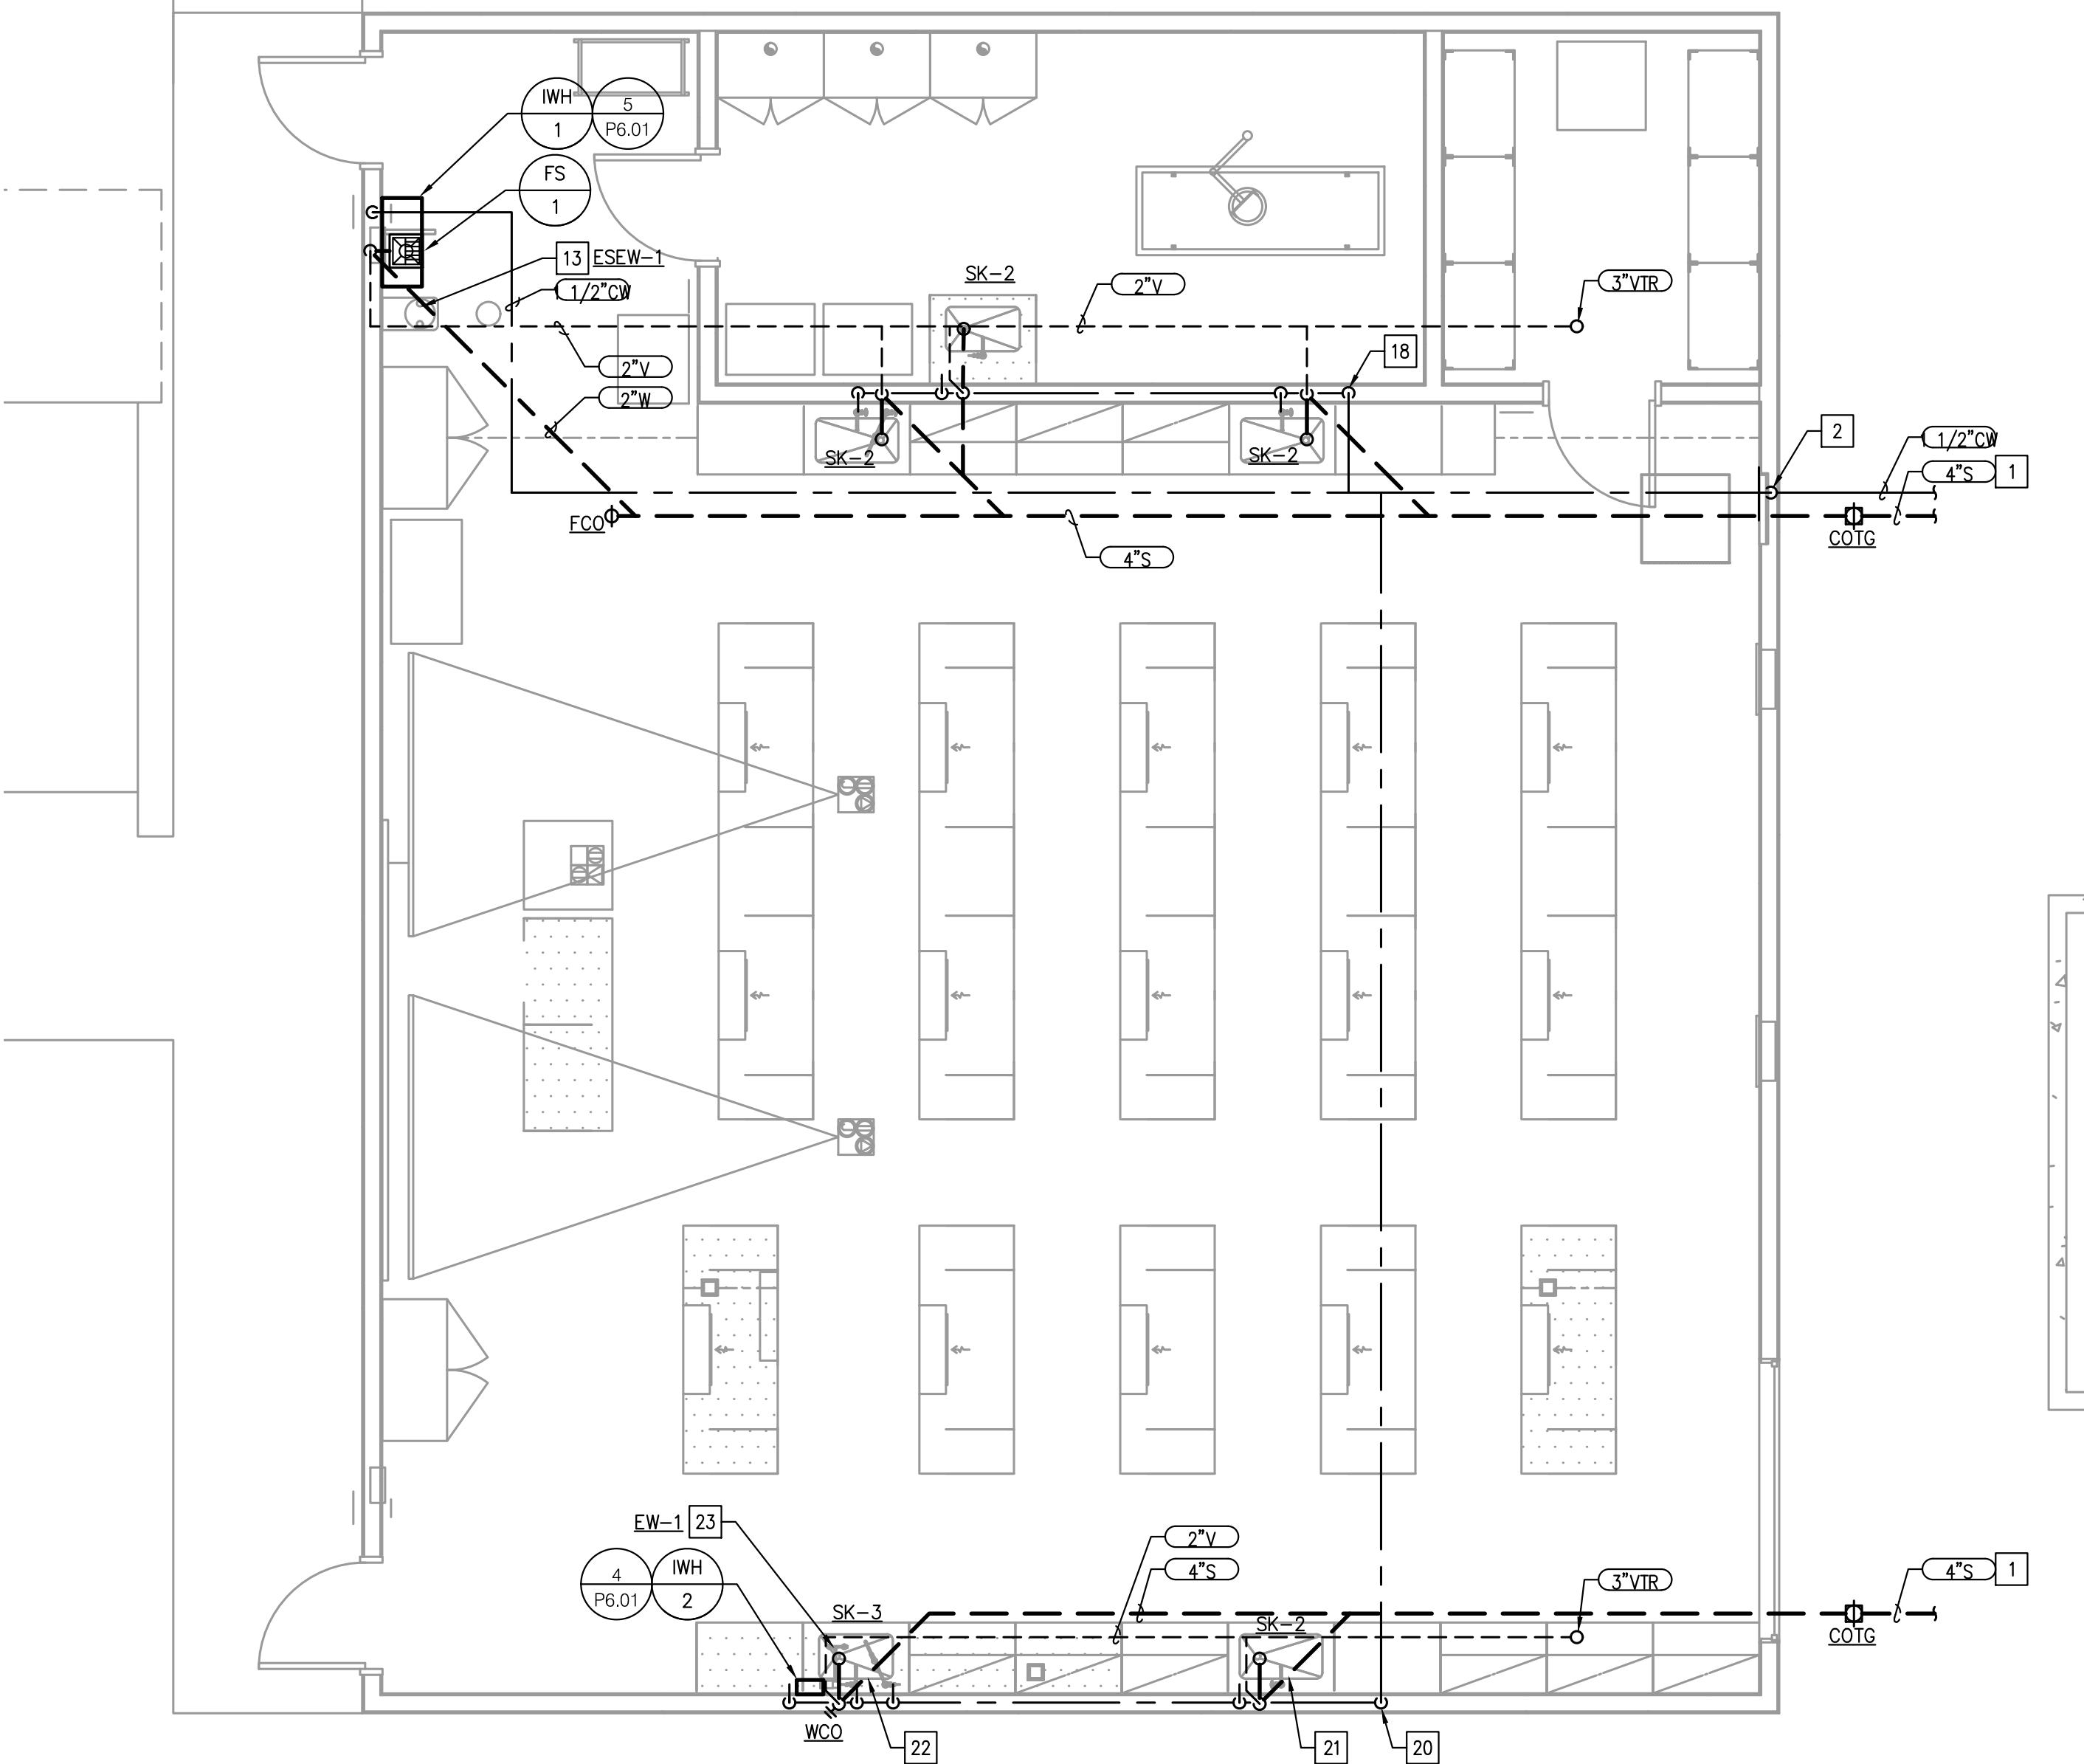 IWH
1
5
P6.01
FS
1
13 ESEW-1
1 1/2"CW
SK-2
2"V
3"VTR
18
2"V
2"W
2
1 1/2"CW
4"S 1
SK-2
SK-2
FCO
COTG
4"S
EW-1 23
4
P6.01
IWH
2
2"V
4"S
3"VTR
4"S 1
SK-3
SK-2
COTG
WCO
22
21
20